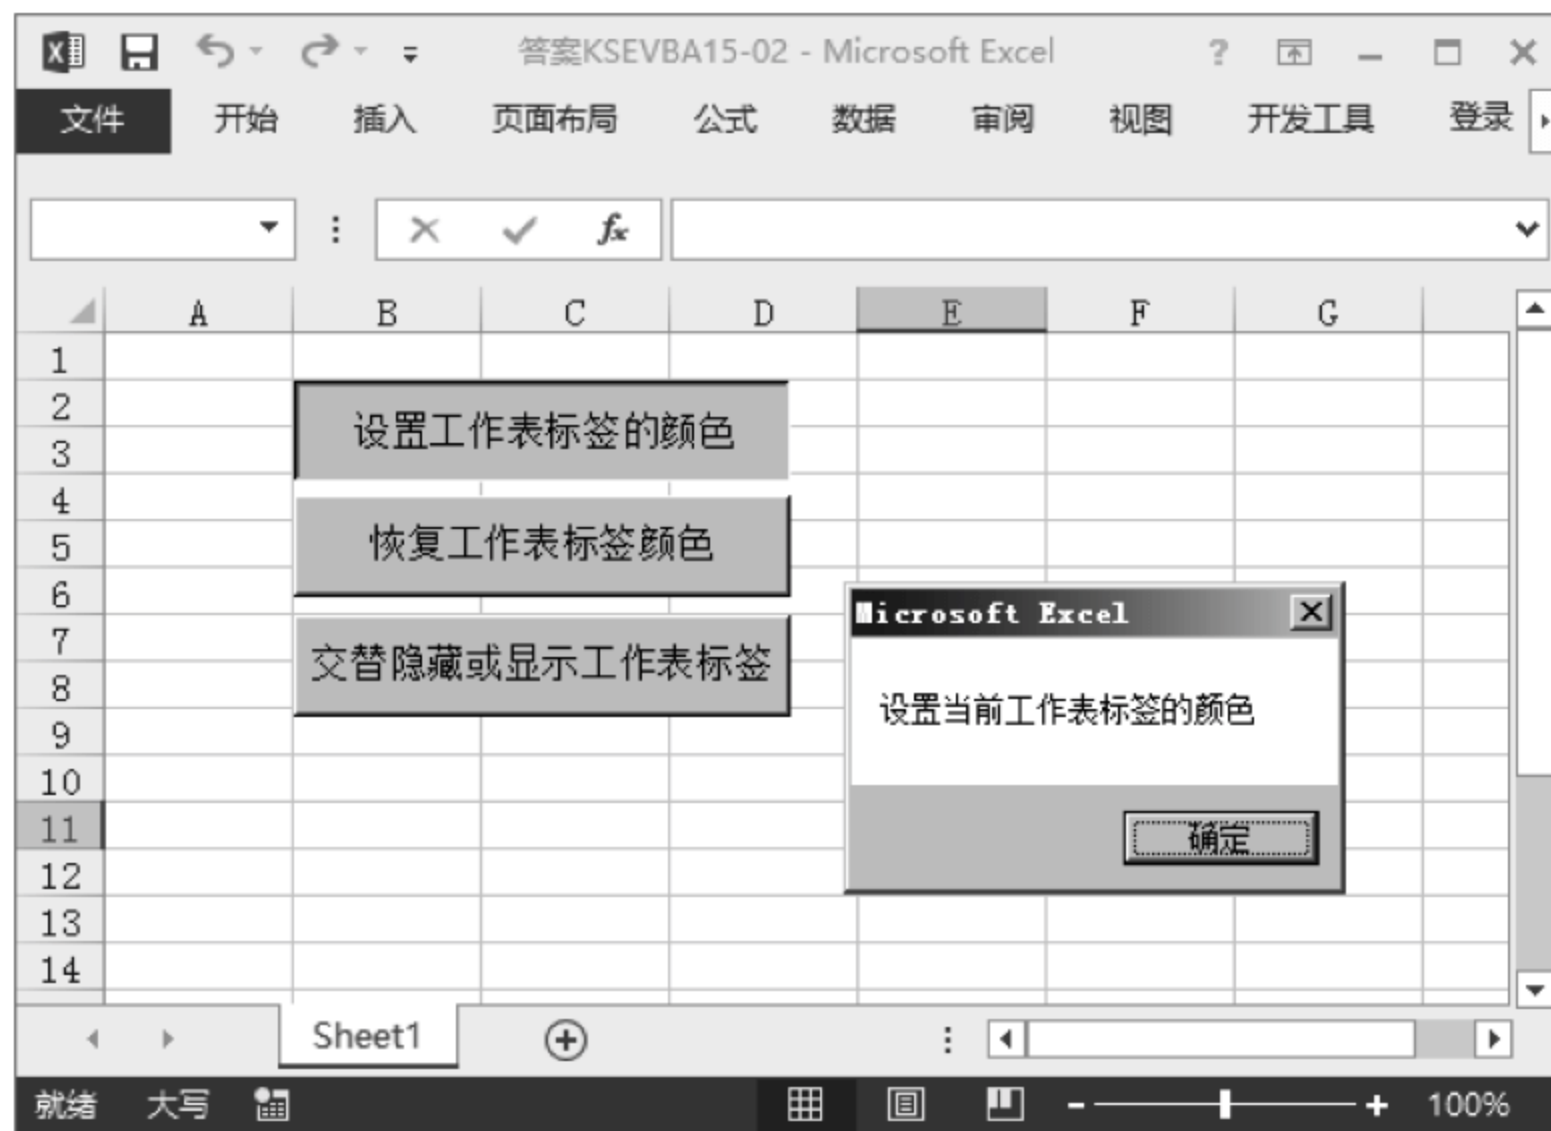 答案KSEVBA15-02 - Microsoft Excel
文件 开始 插入 页面布局 公式 数据 审阅 视图 开发工具 登录
fx
A B C D E F G
1
2
设置工作表标签的颜色
3
4
5
恢复工作表标签颜色
6
Microsoft Excel
7
交替隐藏或显示工作表标签
8
设置当前工作表标签的颜色
9
10
11
确定
12
13
14
Sheet1
就绪 大写 100%